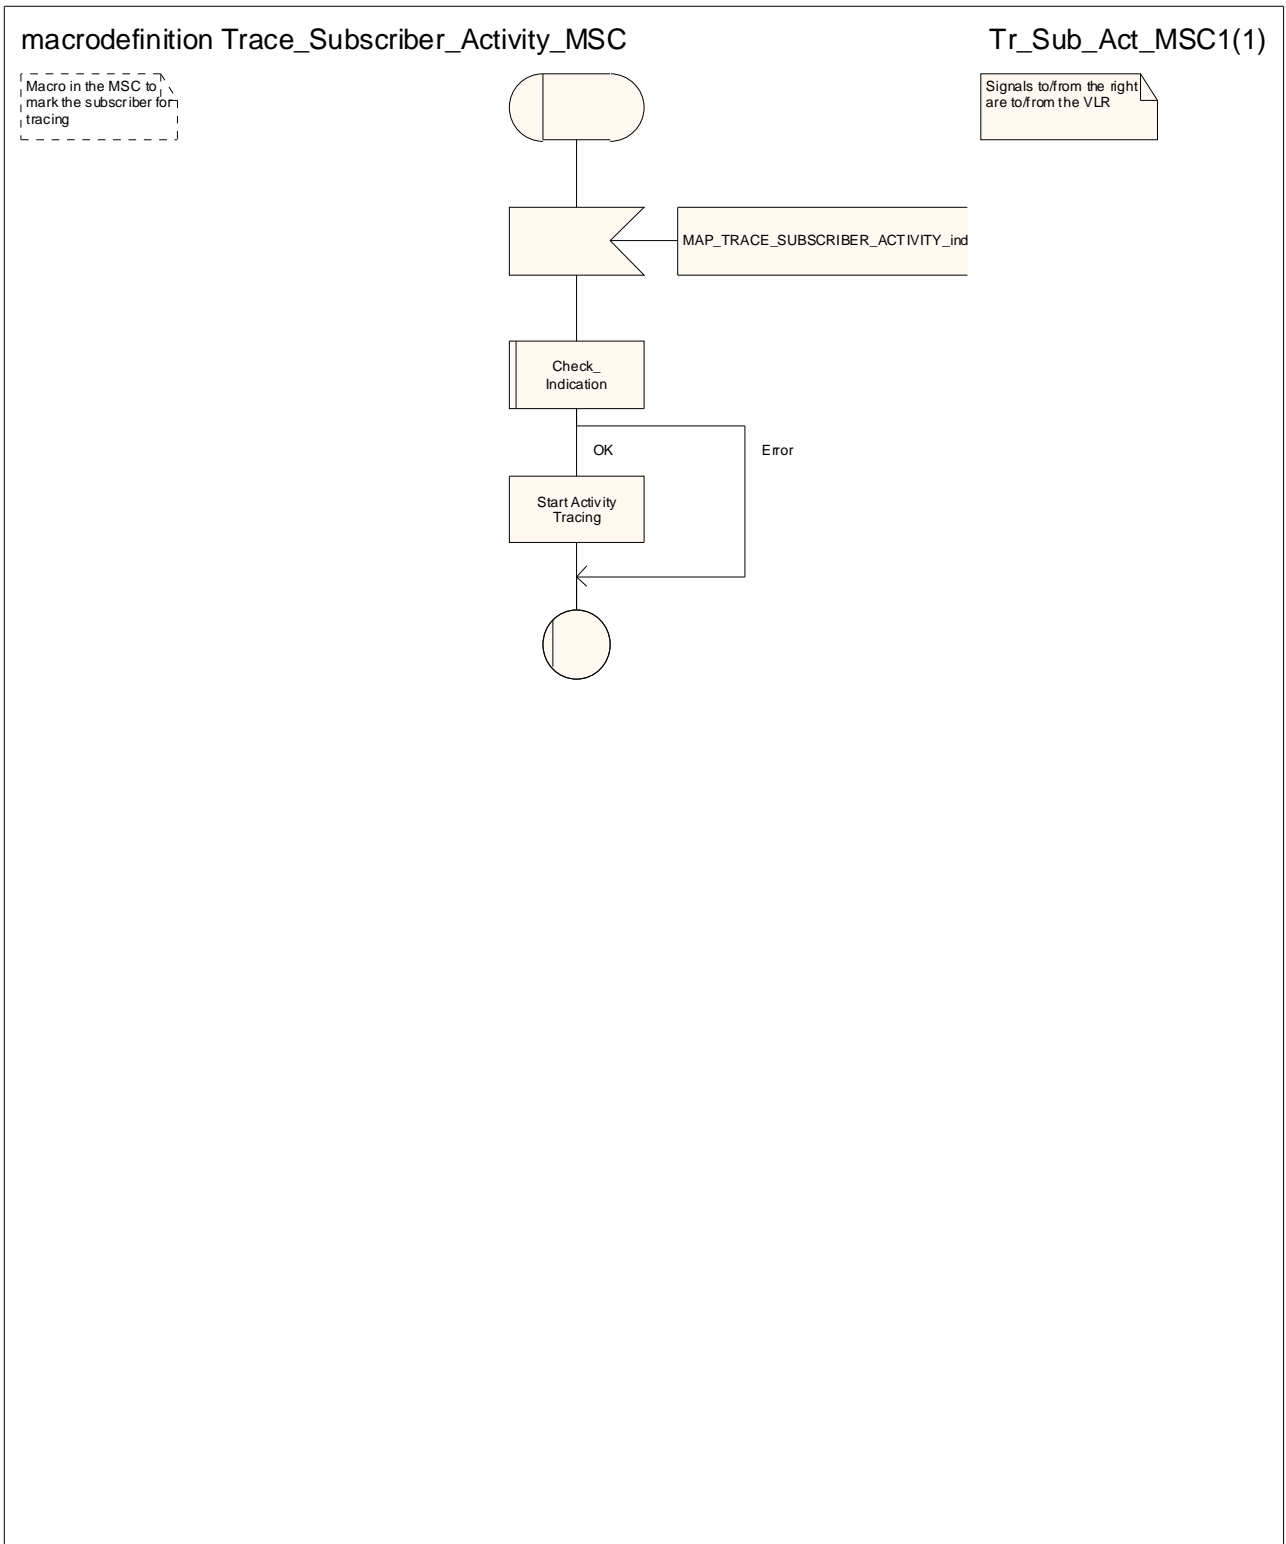 macrodefinition Trace_Subscriber_Activity_MSC
Tr_Sub_Act_MSC1(1)
Macro in the MSC to
mark the subscriber for
tracing
Signals to/from the right
are to/from the VLR
MAP_TRACE_SUBSCRIBER_ACTIVITY_ind
Check_
Indication
OK
Error
Start Activity
Tracing